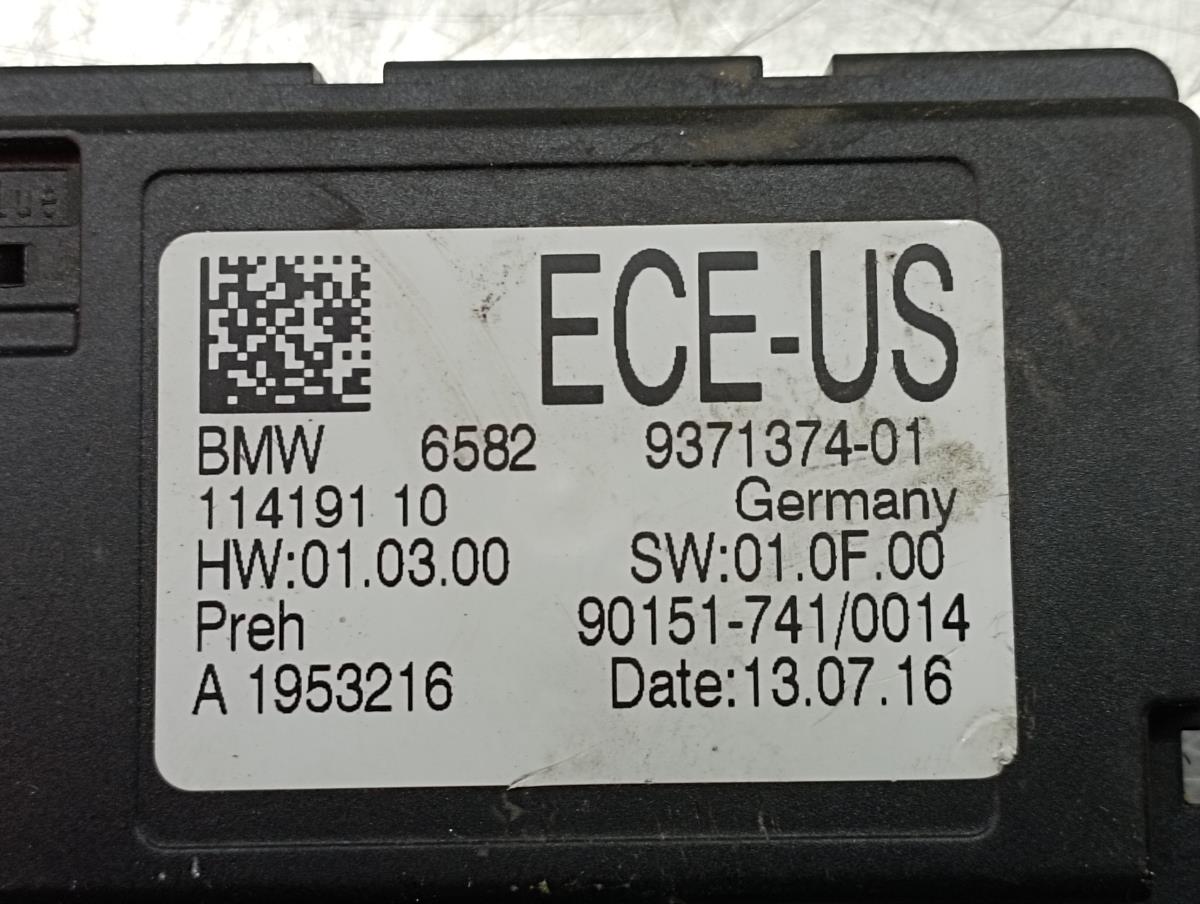 ECE-US
BMW 6582 9371374-01
114191 10 Germany
HW:01.03.00 SW:01.0F.00
Preh 90151-741/0014
A 1953216 Date:13.07.16